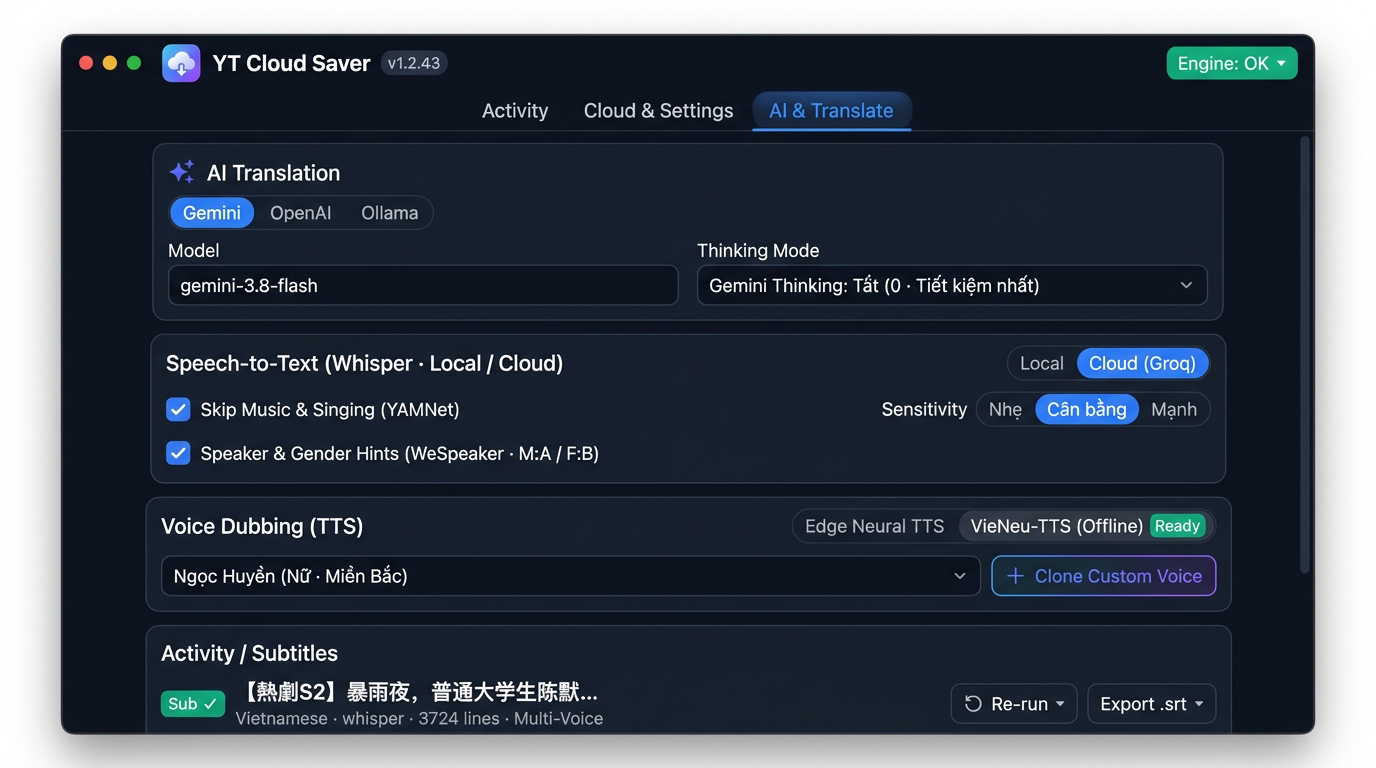 YT Cloud Saver v1.2.43 Engine: OK
Activity Cloud & Settings AI & Translate
AI Translation
Gemini OpenAI Ollama
Model Thinking Mode
gemini-3.8-flash Gemini Thinking: Tắt (0 · Tiết kiệm nhất)
Speech-to-Text (Whisper · Local / Cloud) Local Cloud (Groq)
Skip Music & Singing (YAMNet) Sensitivity Nhẹ Cân bằng Mạnh
Speaker & Gender Hints (WeSpeaker · M:A / F:B)
Voice Dubbing (TTS) Edge Neural TTS VieNeu-TTS (Offline) Ready
Ngọc Huyền (Nữ · Miền Bắc) + Clone Custom Voice
Activity / Subtitles
Sub ✓ 【熱劇S2】暴雨夜，普通大学生陈默...
Vietnamese · whisper · 3724 lines · Multi-Voice Re-run Export .srt